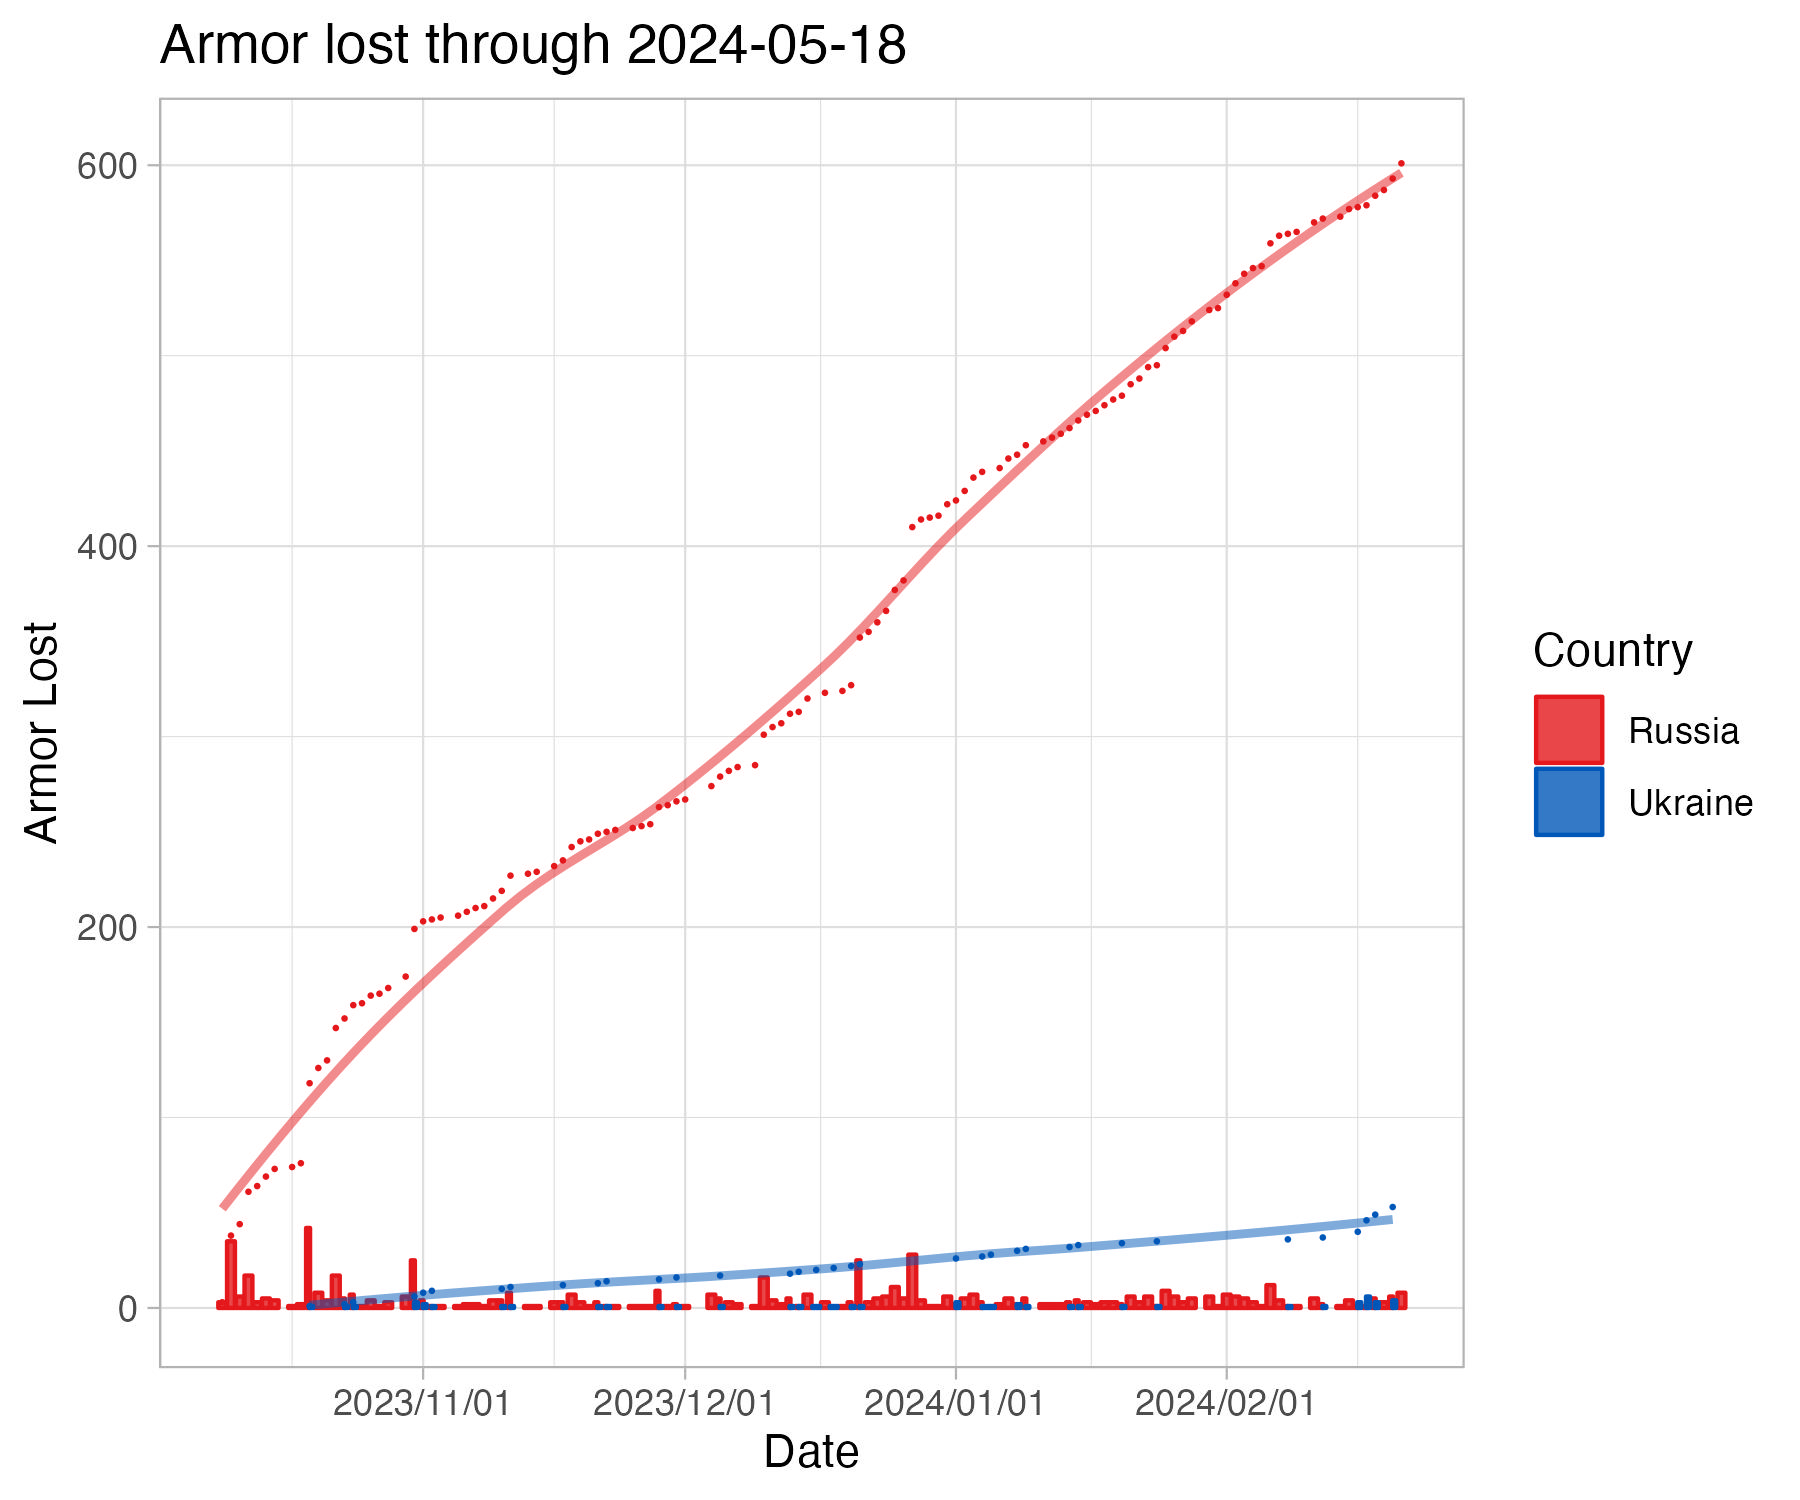 Armor lost through 2024-05-18
600
400
200
0
Armor Lost
2023/11/01
2023/12/01
2024/01/01
2024/02/01
Date
Country
Russia
Ukraine